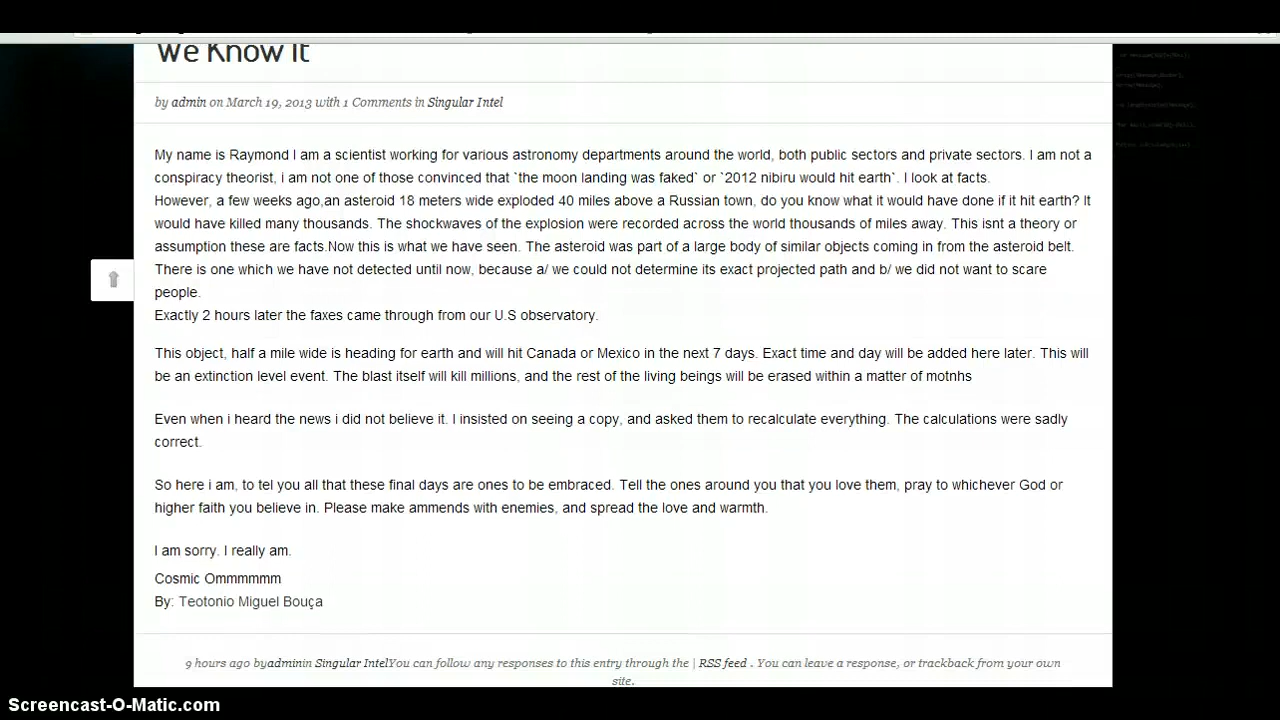 We Know It
by admin on March 19, 2013 with 1 Comments in Singular Intel
My name is Raymond I am a scientist working for various astronomy departments around the world, both public sectors and private sectors. I am not a
conspiracy theorist, i am not one of those convinced that `the moon landing was faked` or `2012 nibiru would hit earth`. I look at facts.
However, a few weeks ago,an asteroid 18 meters wide exploded 40 miles above a Russian town, do you know what it would have done if it hit earth? It
would have killed many thousands. The shockwaves of the explosion were recorded across the world thousands of miles away. This isnt a theory or
assumption these are facts.Now this is what we have seen. The asteroid was part of a large body of similar objects coming in from the asteroid belt.
There is one which we have not detected until now, because a/ we could not determine its exact projected path and b/ we did not want to scare
people.
Exactly 2 hours later the faxes came through from our U.S observatory.
This object, half a mile wide is heading for earth and will hit Canada or Mexico in the next 7 days. Exact time and day will be added here later. This will
be an extinction level event. The blast itself will kill millions, and the rest of the living beings will be erased within a matter of motnhs
Even when i heard the news i did not believe it. I insisted on seeing a copy, and asked them to recalculate everything. The calculations were sadly
correct.
So here i am, to tel you all that these final days are ones to be embraced. Tell the ones around you that you love them, pray to whichever God or
higher faith you believe in. Please make ammends with enemies, and spread the love and warmth.
I am sorry. I really am.
Cosmic Ommmmmm
By: Teotonio Miguel Bouça
9 hours ago byadminin Singular IntelYou can follow any responses to this entry through the | RSS feed . You can leave a response, or trackback from your own
site.
Screencast-O-Matic.com